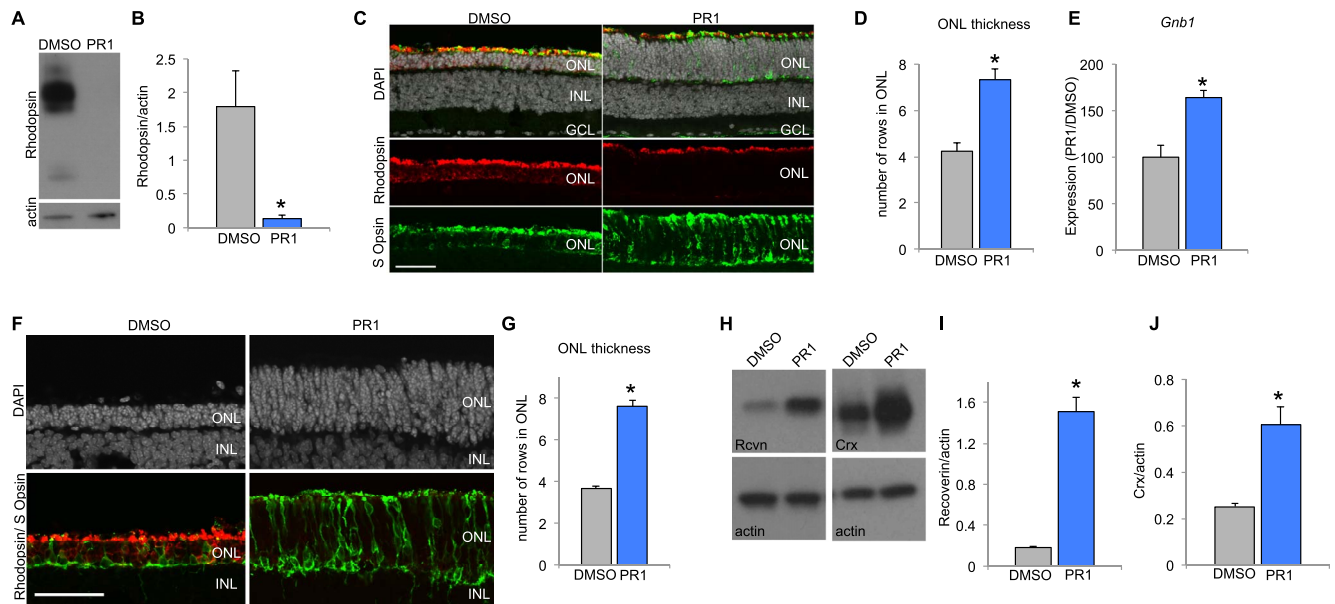 A
DMSO PR1
Rhodopsin
actin
B
Rhodopsin/actin
2.5
2
1.5
1
0.5
0
*
DMSO PR1
C
DMSO
PR1
DAPI
ONL
INL
GCL
ONL
INL
GCL
Rhodopsin
ONL
ONL
S Opsin
ONL
ONL
D
ONL thickness
number of rows in ONL
8
6
4
2
0
*
DMSO PR1
E
Gnb1
Expression (PR1/DMSO)
200
150
100
50
0
*
DMSO PR1
F
DMSO
PR1
DAPI
ONL
INL
ONL
INL
Rhodopsin/ S Opsin
ONL
INL
ONL
INL
G
ONL thickness
number of rows in ONL
8
6
4
2
0
*
DMSO PR1
H
DMSO
PR1
DMSO
PR1
Rcvn
Crx
actin
actin
I
Recoverin/actin
1.6
1.2
0.8
0.4
0
*
DMSO PR1
J
Crx/actin
0.8
0.6
0.4
0.2
0
*
DMSO PR1